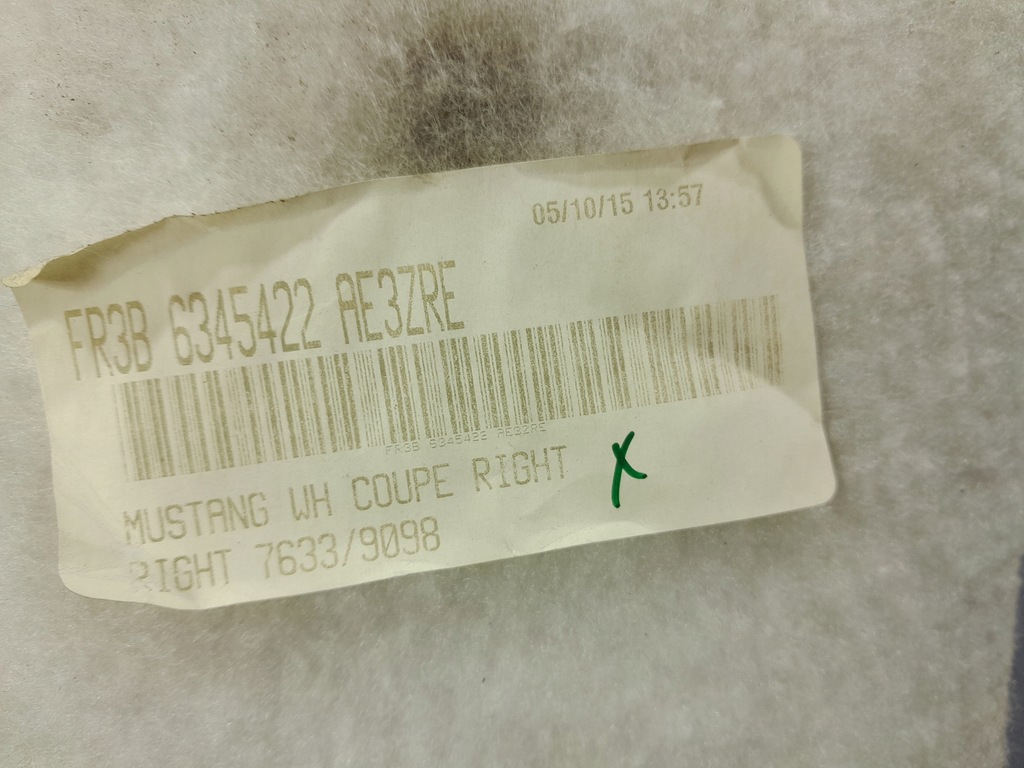 05/10/15 13:57
FR3B 6345422 AE3ZRE
FR3B 6345422 AE3ZRE
MUSTANG WH COUPE RIGHT
X
RIGHT 7633/9098